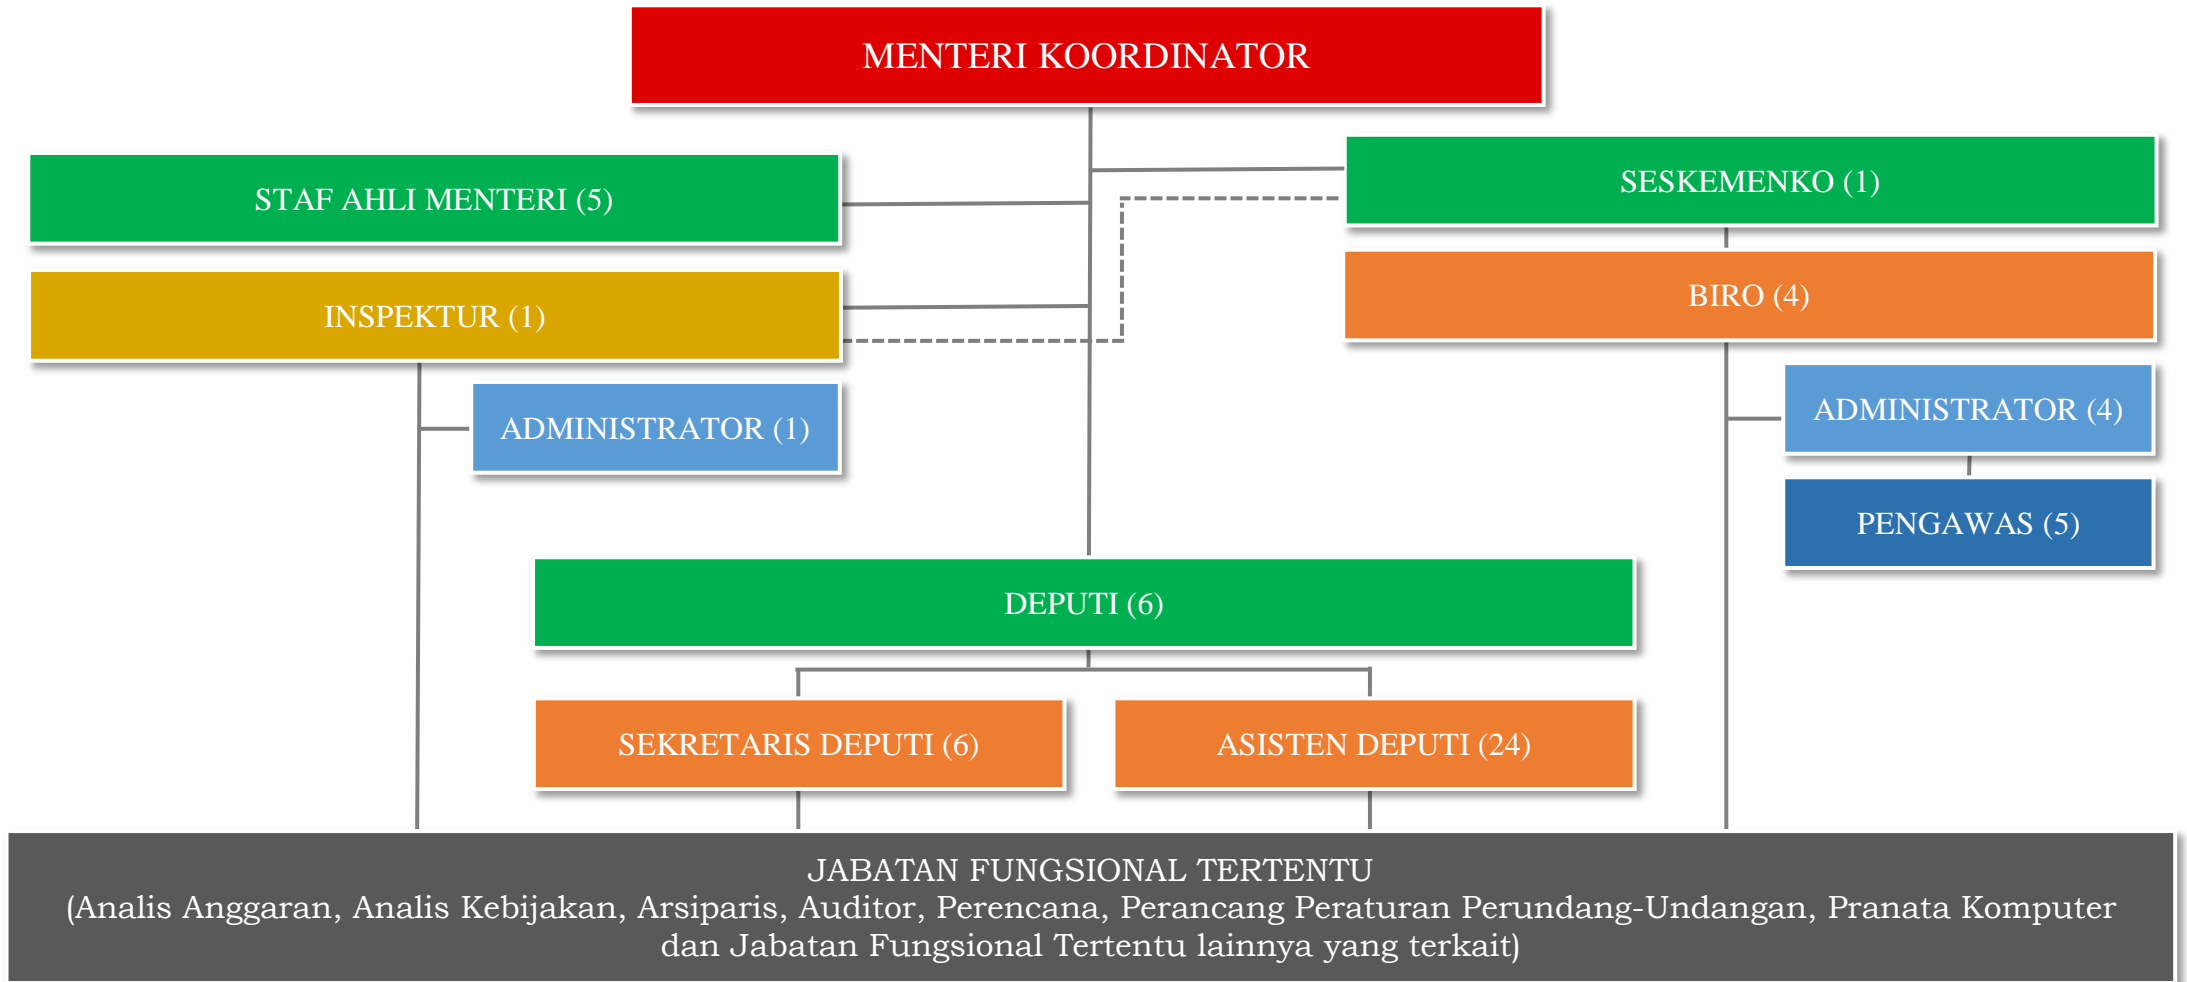 MENTERI KOORDINATOR
STAF AHLI MENTERI (5)
SESKEMENKO (1)
INSPEKTUR (1)
BIRO (4)
ADMINISTRATOR (1)
ADMINISTRATOR (4)
PENGAWAS (5)
DEPUTI (6)
SEKRETARIS DEPUTI (6)
ASISTEN DEPUTI (24)
JABATAN FUNGSIONAL TERTENTU
(Analis Anggaran, Analis Kebijakan, Arsiparis, Auditor, Perencana, Perancang Peraturan Perundang-Undangan, Pranata Komputer
dan Jabatan Fungsional Tertentu lainnya yang terkait)